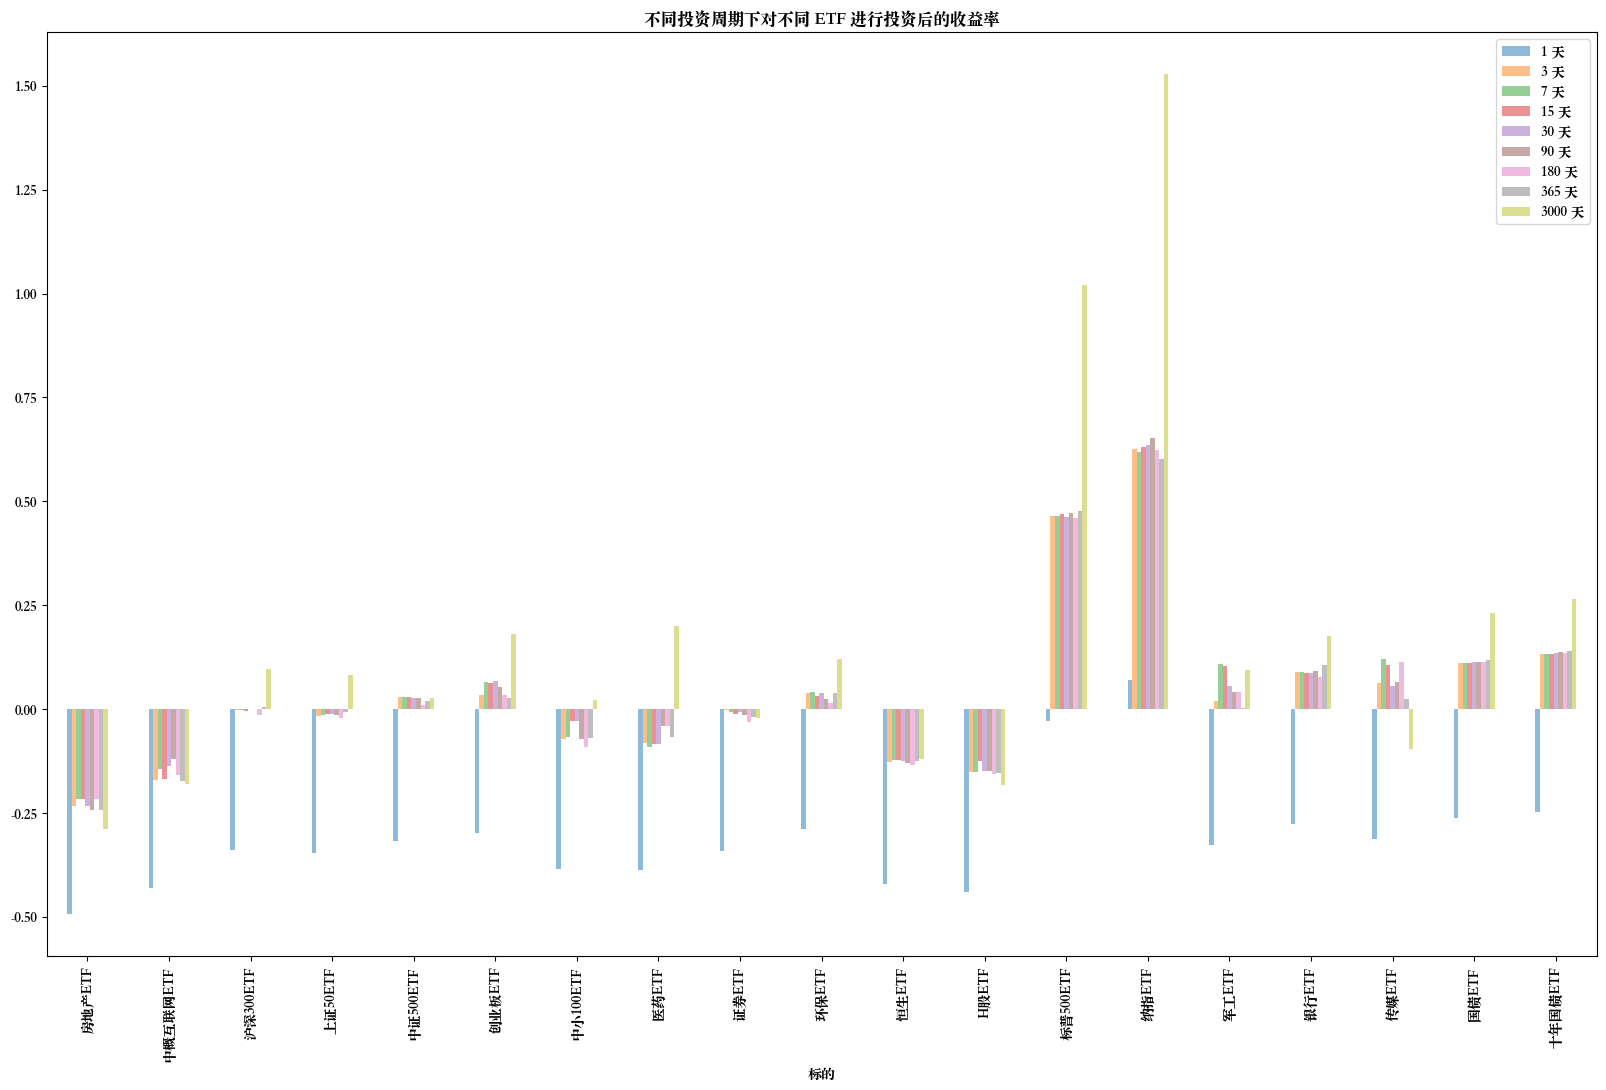 不同投资周期下对不同 ETF 进行投资后的收益率
1 天
3 天
7 天
15 天
30 天
90 天
180 天
365 天
3000 天
1.50
1.25
1.00
0.75
0.50
0.25
0.00
-0.25
-0.50
房地产ETF
中概互联网ETF
沪深300ETF
上证50ETF
中证500ETF
创业板ETF
中小100ETF
医药ETF
证券ETF
环保ETF
恒生ETF
H股ETF
标普500ETF
纳指ETF
军工ETF
银行ETF
传媒ETF
国债ETF
十年国债ETF
标的